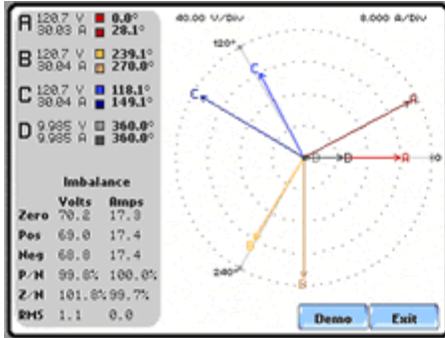 A 120.7 V 0.0°
30.03 A 28.1°
B 120.7 V 239.1°
30.04 A 270.0°
C 120.7 V 118.1°
30.04 A 149.1°
D 9.985 V 360.0°
9.985 A 360.0°
Imbalance
Volts Amps
Zero 70.2 17.3
Pos 69.0 17.4
Neg 68.8 17.4
P/N 99.8% 100.0%
Z/N 101.8% 99.7%
RMS 1.1 0.0
40.00 V/Div 8.000 A/Div
120°
C
C
A
D D A 0
B
240°
B
Demo Exit